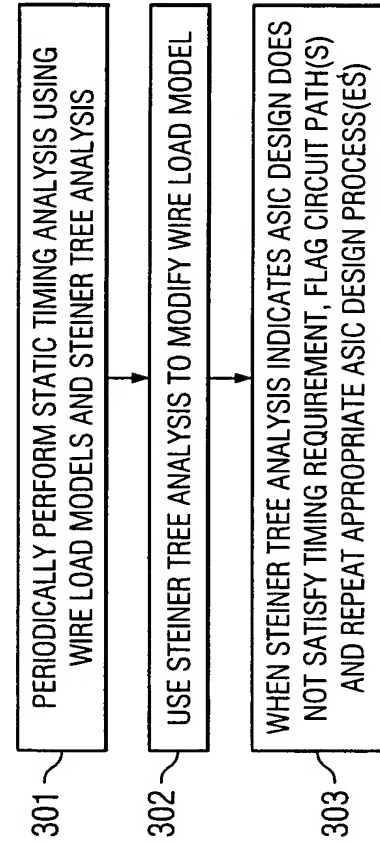 301
PERIODICALLY PERFORM STATIC TIMING ANALYSIS USING
WIRE LOAD MODELS AND STEINER TREE ANALYSIS
302
USE STEINER TREE ANALYSIS TO MODIFY WIRE LOAD MODEL
303
WHEN STEINER TREE ANALYSIS INDICATES ASIC DESIGN DOES
NOT SATISFY TIMING REQUIREMENT, FLAG CIRCUIT PATH(S)
AND REPEAT APPROPRIATE ASIC DESIGN PROCESS(ES)